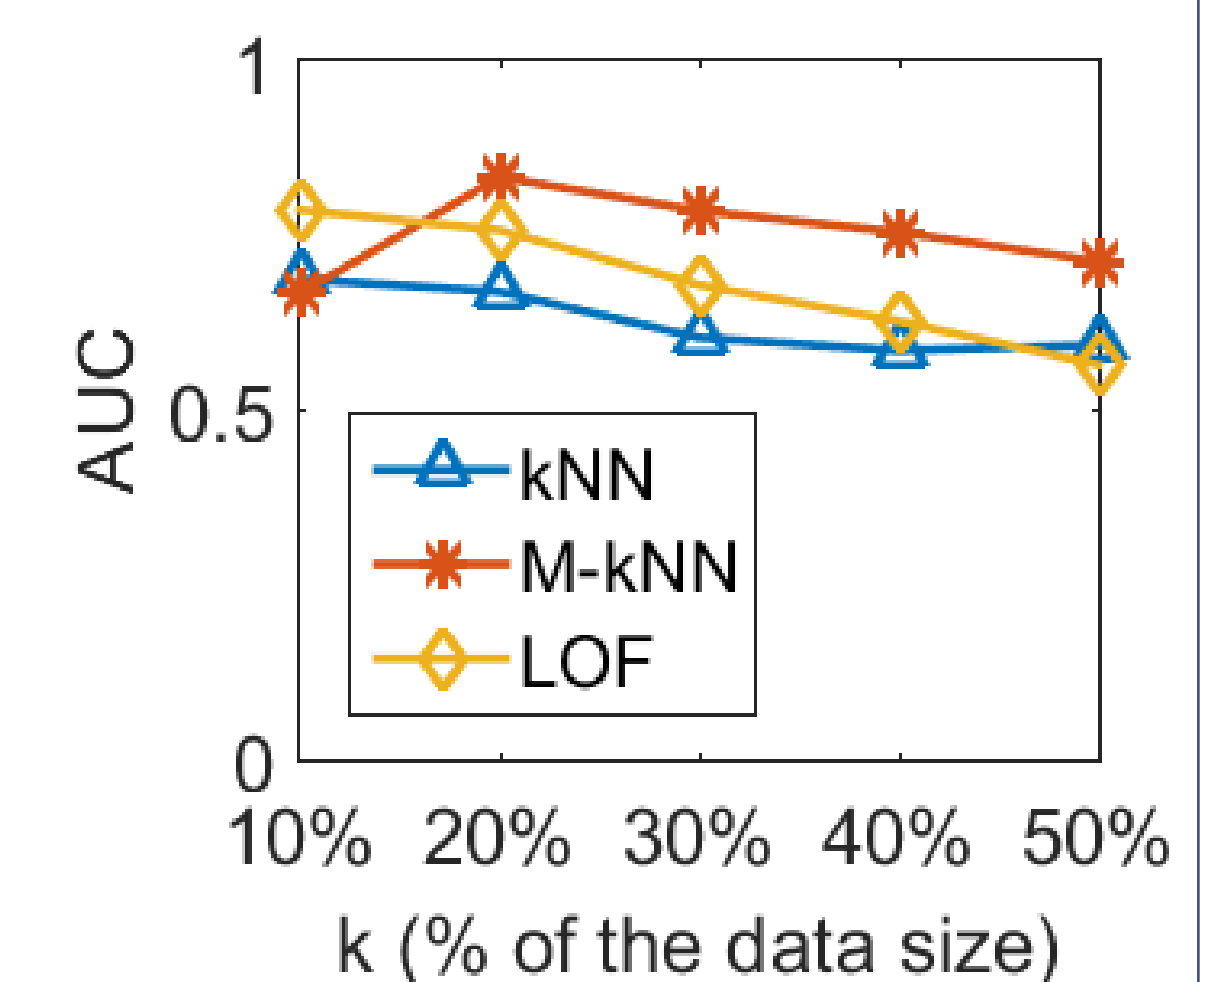 1
AUC
0.5
kNN
M-kNN
LOF
0
10% 20% 30% 40% 50%
k (% of the data size)